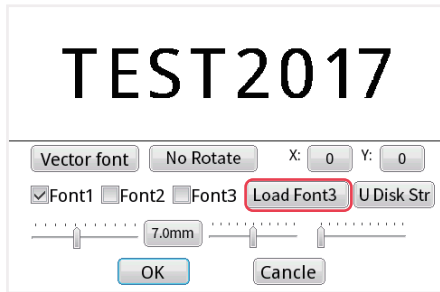 TEST2017
Vector font No Rotate X: 0 Y: 0
Font1 Font2 Font3 Load Font3 U Disk Str
7.0mm
OK Cancle